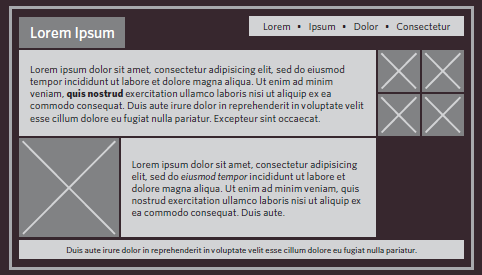 Lorem Ipsum
Lorem • Ipsum • Dolor • Consectetur
Lorem ipsum dolor sit amet, consectetur adipisicing elit, sed do eiusmod
tempor incididunt ut labore et dolore magna aliqua. Ut enim ad minim
veniam, quis nostrud exercitation ullamco laboris nisi ut aliquip ex ea
commodo consequat. Duis aute irure dolor in reprehenderit in voluptate velit
esse cillum dolore eu fugiat nulla pariatur. Excepteur sint occaecat.
Lorem ipsum dolor sit amet, consectetur adipisicing
elit, sed do eiusmod tempor incididunt ut labore et
dolore magna aliqua. Ut enim ad minim veniam, quis
nostrud exercitation ullamco laboris nisi ut aliquip ex
ea commodo consequat. Duis aute.
Duis aute irure dolor in reprehenderit in voluptate velit esse cillum dolore eu fugiat nulla pariatur.